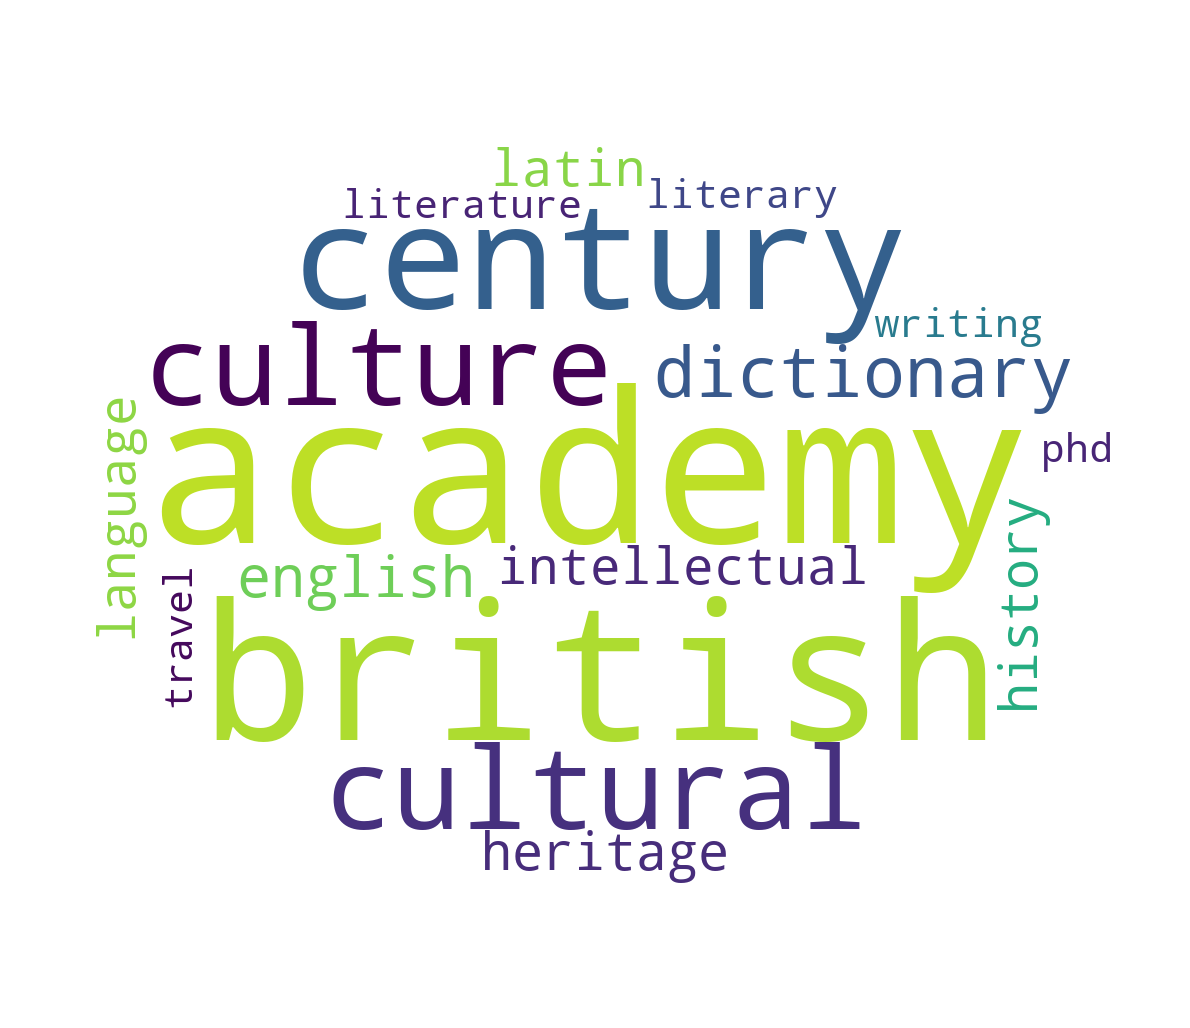 latin
literature
literary
century
writing
culture
dictionary
academy
phd
language
history
english
intellectual
travel
british
cultural
heritage